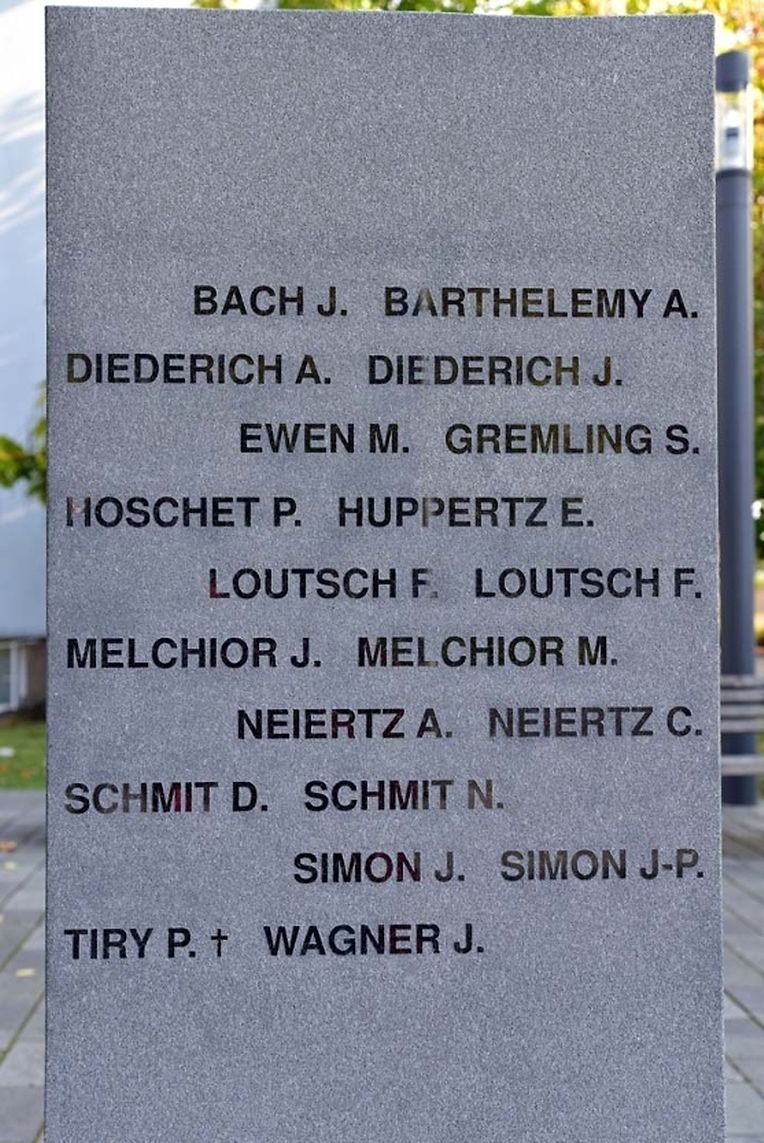 BACH J. BARTHELEMY A.
DIEDERICH A. DIEDERICH J.
EWEN M. GREMLING S.
HOSCHET P. HUPPERTZ E.
LOUTSCH F. LOUTSCH F.
MELCHIOR J. MELCHIOR M.
NEIERTZ A. NEIERTZ C.
SCHMIT D. SCHMIT N.
SIMON J. SIMON J-P.
TIRY P. † WAGNER J.